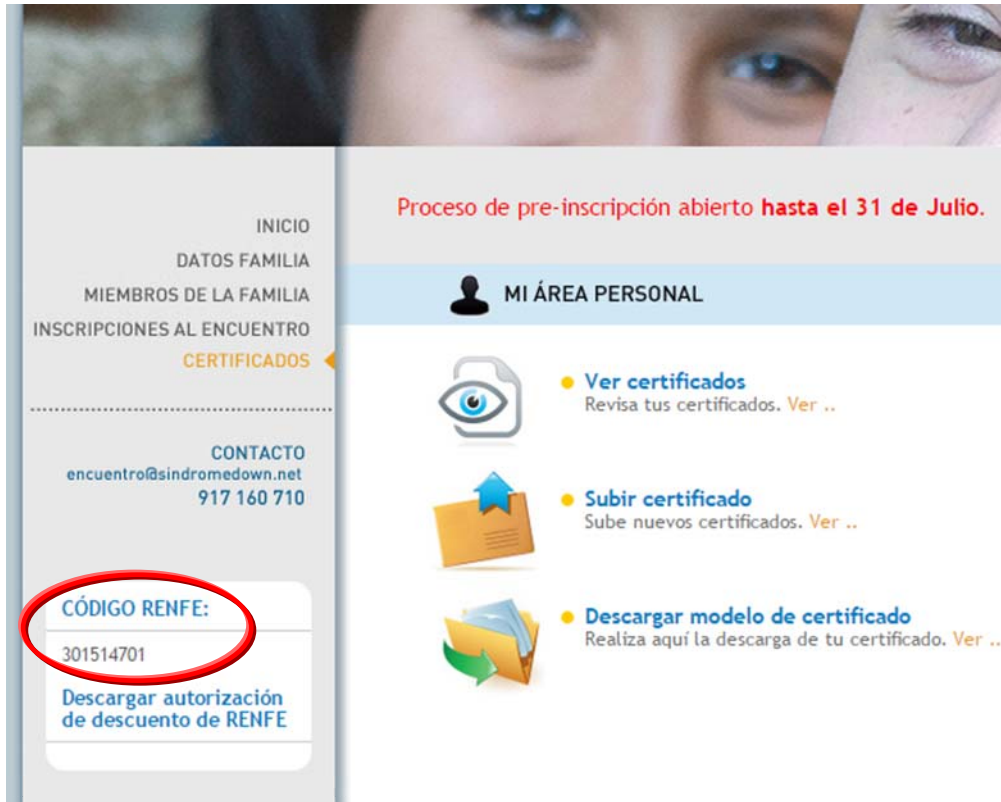 INICIO
DATOS FAMILIA
MIEMBROS DE LA FAMILIA
INSCRIPCIONES AL ENCUENTRO
CERTIFICADOS
CONTACTO
encuentro@sindromedown.net
917 160 710
CÓDIGO RENFE:
301514701
Descargar autorización
de descuento de RENFE
Proceso de pre-inscripción abierto hasta el 31 de Julio.
MI ÁREA PERSONAL
Ver certificados
Revisa tus certificados. Ver ..
Subir certificado
Sube nuevos certificados. Ver ..
Descargar modelo de certificado
Realiza aquí la descarga de tu certificado. Ver ..